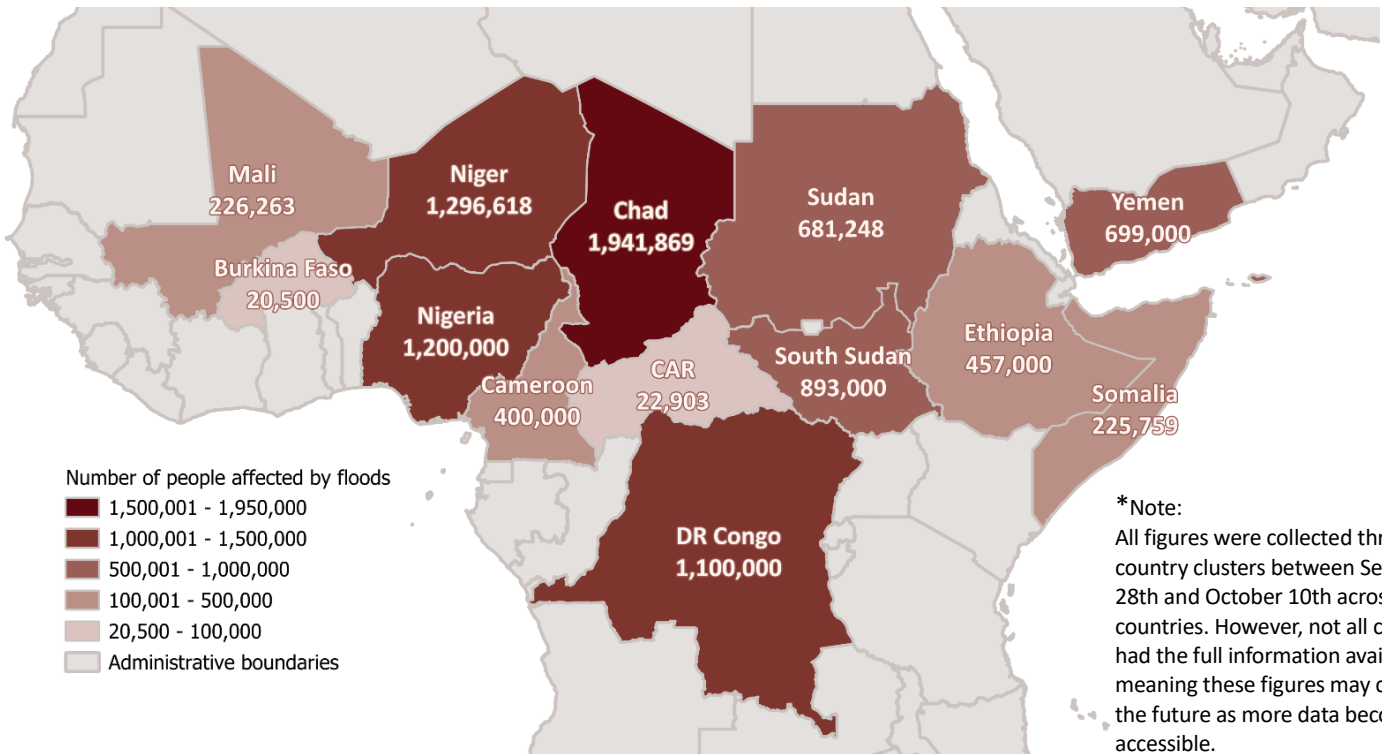 Mali
226,263
Niger
1,296,618
Chad
1,941,869
Sudan
681,248
Yemen
699,000
Burkina Faso
20,500
Nigeria
1,200,000
Cameroon
400,000
CAR
22,903
South Sudan
893,000
Ethiopia
457,000
Somalia
225,759
DR Congo
1,100,000
Number of people affected by floods
1,500,001 - 1,950,000
1,000,001 - 1,500,000
500,001 - 1,000,000
100,001 - 500,000
20,500 - 100,000
Administrative boundaries
*Note:
All figures were collected
country clusters between
28th and October 10th
countries. However, not all
had the full information
meaning these figures may
the future as more data
accessible.